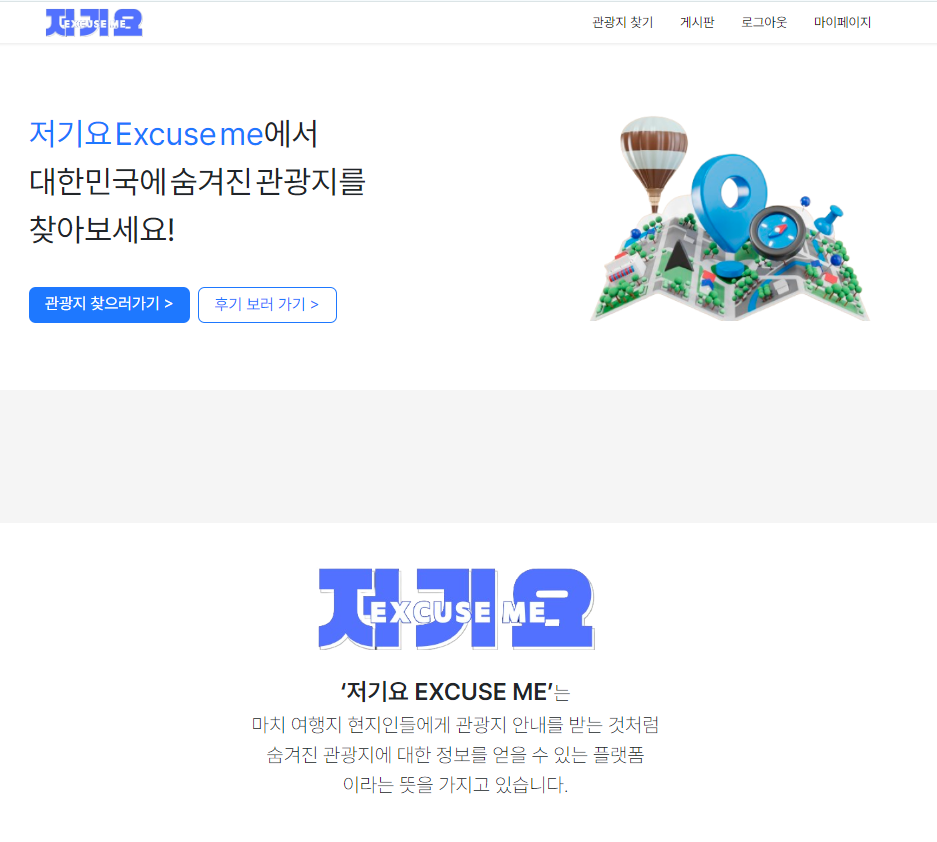 저기요 EXCUSE ME
관광지 찾기 게시판 로그아웃 마이페이지
저기요 Excuse me에서
대한민국에 숨겨진 관광지를
찾아보세요!
관광지 찾으러가기 > 후기 보러 가기 >
저기요 EXCUSE ME
‘저기요 EXCUSE ME’는
마치 여행지 현지인들에게 관광지 안내를 받는 것처럼
숨겨진 관광지에 대한 정보를 얻을 수 있는 플랫폼
이라는 뜻을 가지고 있습니다.